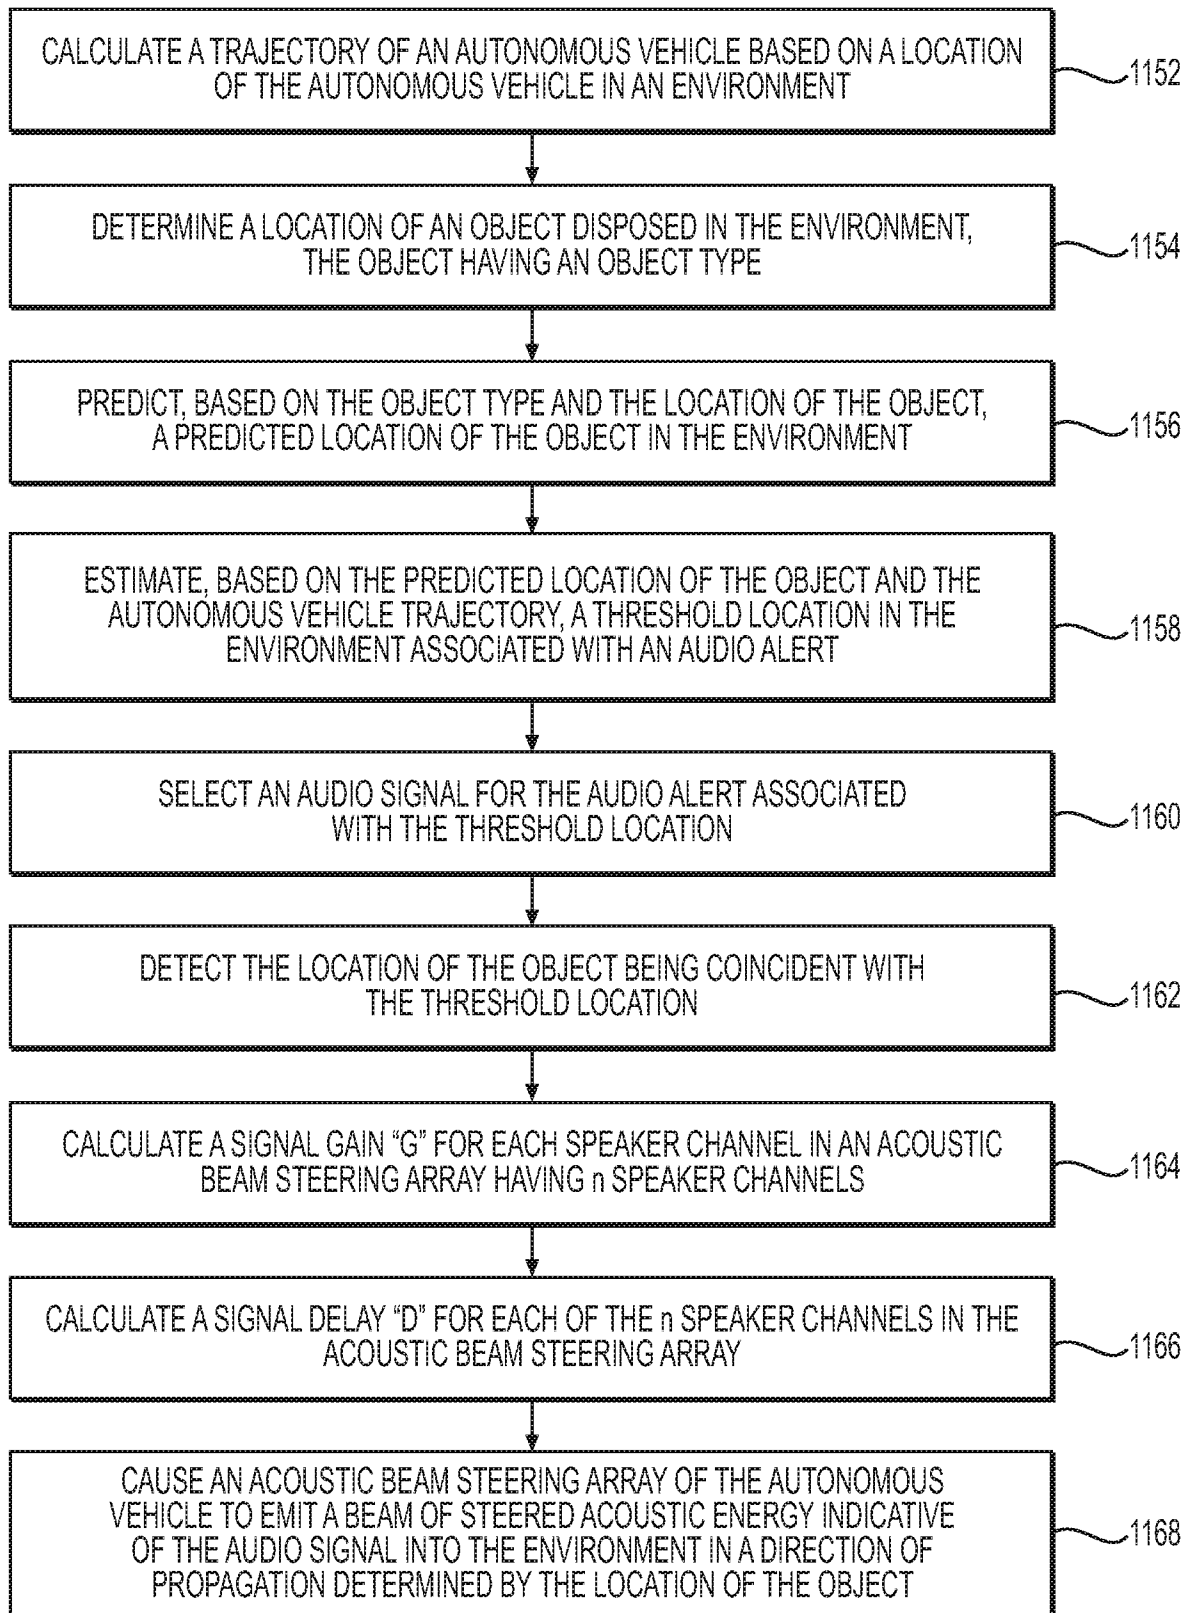 CALCULATE A TRAJECTORY OF AN AUTONOMOUS VEHICLE BASED ON A LOCATION
OF THE AUTONOMOUS VEHICLE IN AN ENVIRONMENT
1152
DETERMINE A LOCATION OF AN OBJECT DISPOSED IN THE ENVIRONMENT,
THE OBJECT HAVING AN OBJECT TYPE
1154
PREDICT, BASED ON THE OBJECT TYPE AND THE LOCATION OF THE OBJECT,
A PREDICTED LOCATION OF THE OBJECT IN THE ENVIRONMENT
1156
ESTIMATE, BASED ON THE PREDICTED LOCATION OF THE OBJECT AND THE
AUTONOMOUS VEHICLE TRAJECTORY, A THRESHOLD LOCATION IN THE
ENVIRONMENT ASSOCIATED WITH AN AUDIO ALERT
1158
SELECT AN AUDIO SIGNAL FOR THE AUDIO ALERT ASSOCIATED
WITH THE THRESHOLD LOCATION
1160
DETECT THE LOCATION OF THE OBJECT BEING COINCIDENT WITH
THE THRESHOLD LOCATION
1162
CALCULATE A SIGNAL GAIN “G” FOR EACH SPEAKER CHANNEL IN AN ACOUSTIC
BEAM STEERING ARRAY HAVING n SPEAKER CHANNELS
1164
CALCULATE A SIGNAL DELAY “D” FOR EACH OF THE n SPEAKER CHANNELS IN THE
ACOUSTIC BEAM STEERING ARRAY
1166
CAUSE AN ACOUSTIC BEAM STEERING ARRAY OF THE AUTONOMOUS
VEHICLE TO EMIT A BEAM OF STEERED ACOUSTIC ENERGY INDICATIVE
OF THE AUDIO SIGNAL INTO THE ENVIRONMENT IN A DIRECTION OF
PROPAGATION DETERMINED BY THE LOCATION OF THE OBJECT
1168